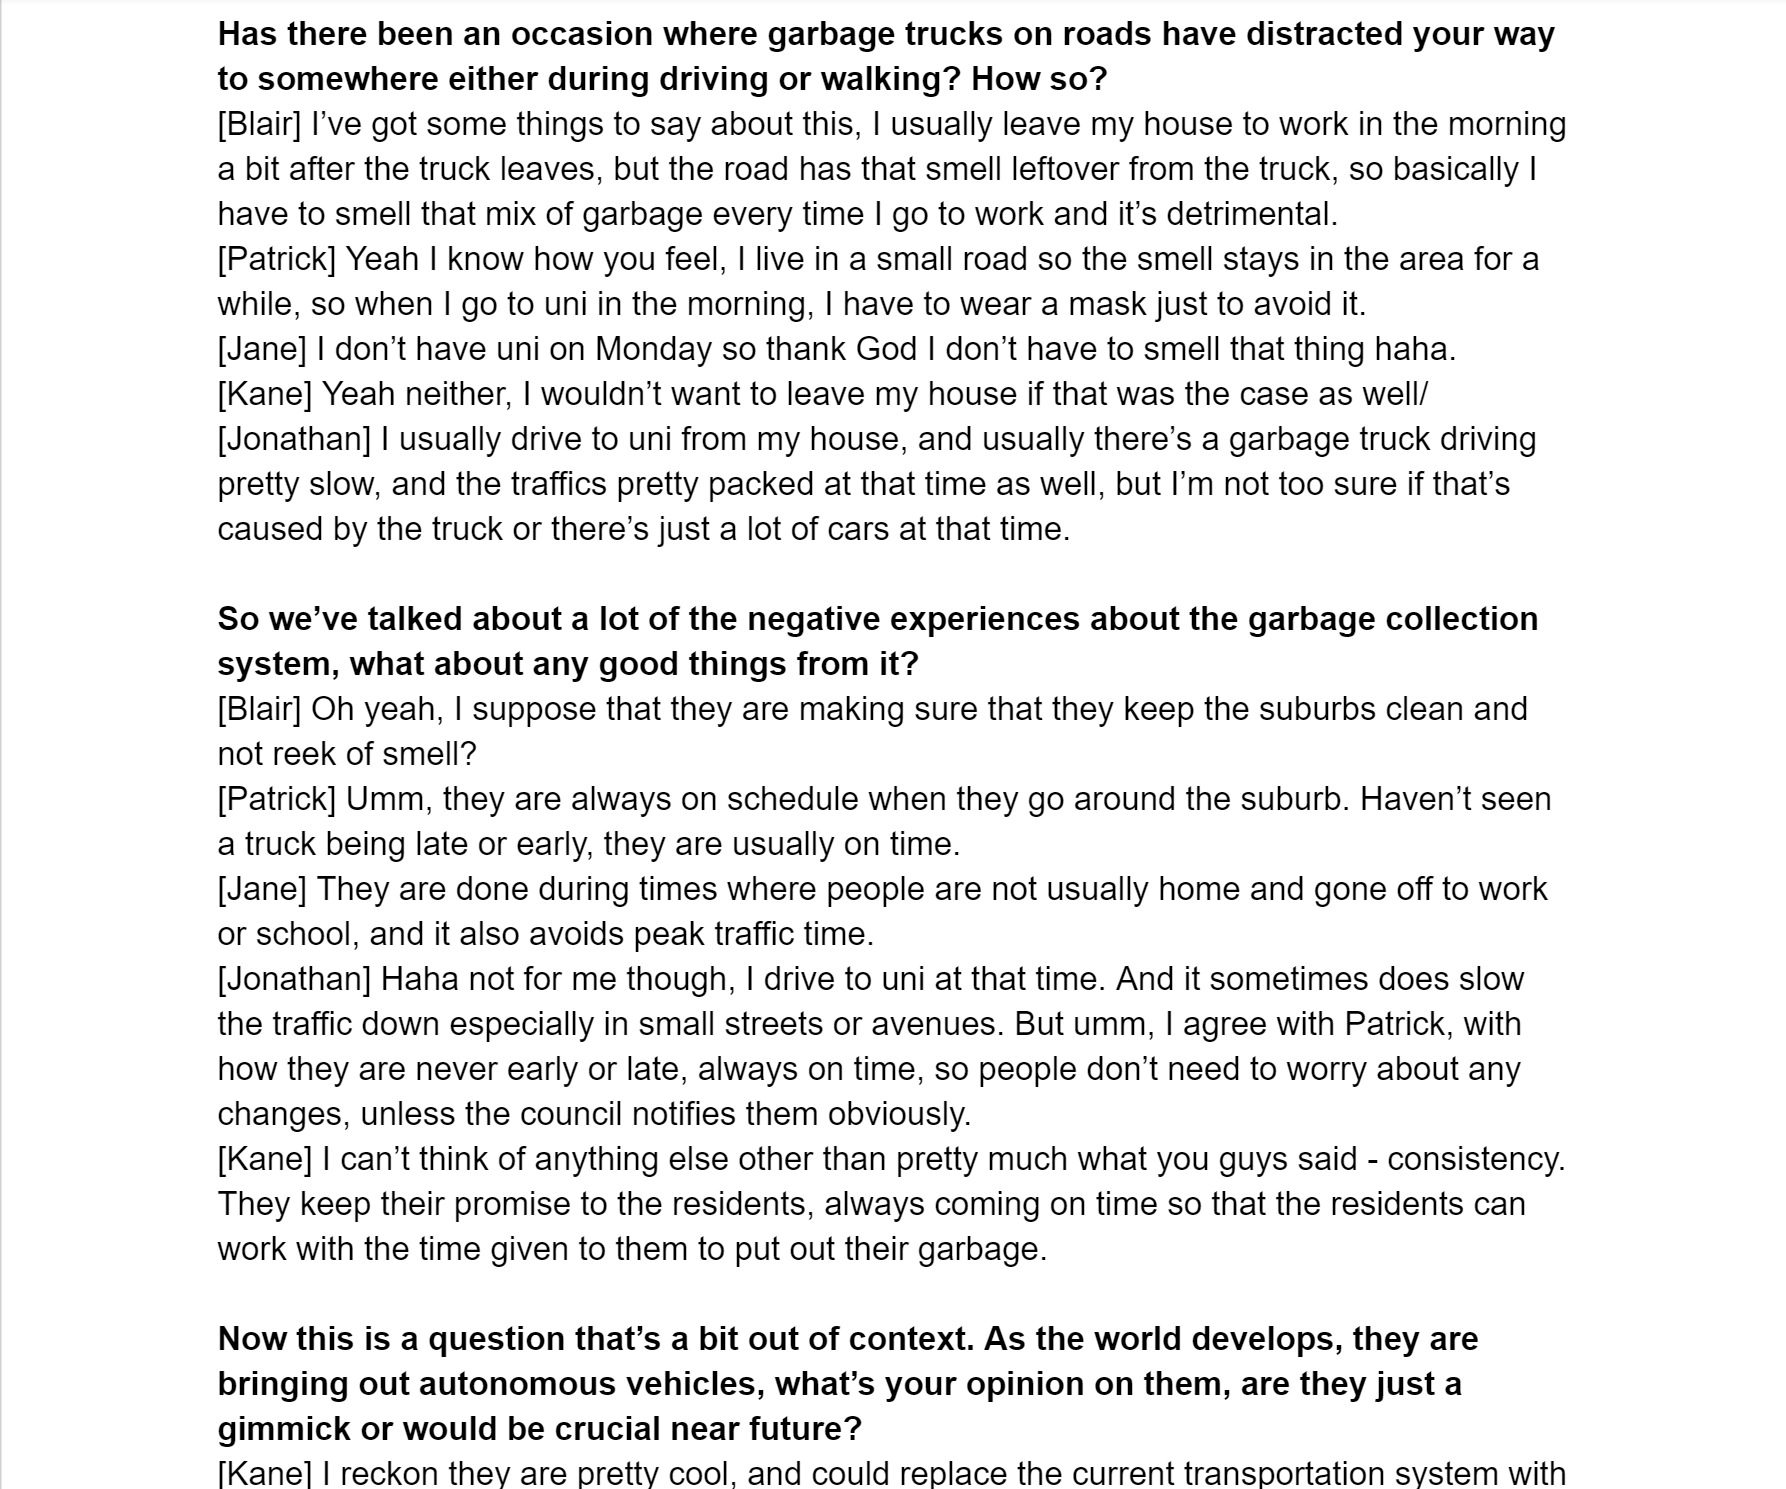 Has there been an occasion where garbage trucks on roads have distracted your way
to somewhere either during driving or walking? How so?
[Blair] I’ve got some things to say about this, I usually leave my house to work in the morning
a bit after the truck leaves, but the road has that smell leftover from the truck, so basically I
have to smell that mix of garbage every time I go to work and it’s detrimental.
[Patrick] Yeah I know how you feel, I live in a small road so the smell stays in the area for a
while, so when I go to uni in the morning, I have to wear a mask just to avoid it.
[Jane] I don’t have uni on Monday so thank God I don’t have to smell that thing haha.
[Kane] Yeah neither, I wouldn’t want to leave my house if that was the case as well/
[Jonathan] I usually drive to uni from my house, and usually there’s a garbage truck driving
pretty slow, and the traffics pretty packed at that time as well, but I’m not too sure if that’s
caused by the truck or there’s just a lot of cars at that time.
So we’ve talked about a lot of the negative experiences about the garbage collection
system, what about any good things from it?
[Blair] Oh yeah, I suppose that they are making sure that they keep the suburbs clean and
not reek of smell?
[Patrick] Umm, they are always on schedule when they go around the suburb. Haven’t seen
a truck being late or early, they are usually on time.
[Jane] They are done during times where people are not usually home and gone off to work
or school, and it also avoids peak traffic time.
[Jonathan] Haha not for me though, I drive to uni at that time. And it sometimes does slow
the traffic down especially in small streets or avenues. But umm, I agree with Patrick, with
how they are never early or late, always on time, so people don’t need to worry about any
changes, unless the council notifies them obviously.
[Kane] I can’t think of anything else other than pretty much what you guys said - consistency.
They keep their promise to the residents, always coming on time so that the residents can
work with the time given to them to put out their garbage.
Now this is a question that’s a bit out of context. As the world develops, they are
bringing out autonomous vehicles, what’s your opinion on them, are they just a
gimmick or would be crucial near future?
[Kane] I reckon they are pretty cool, and could replace the current transportation system with